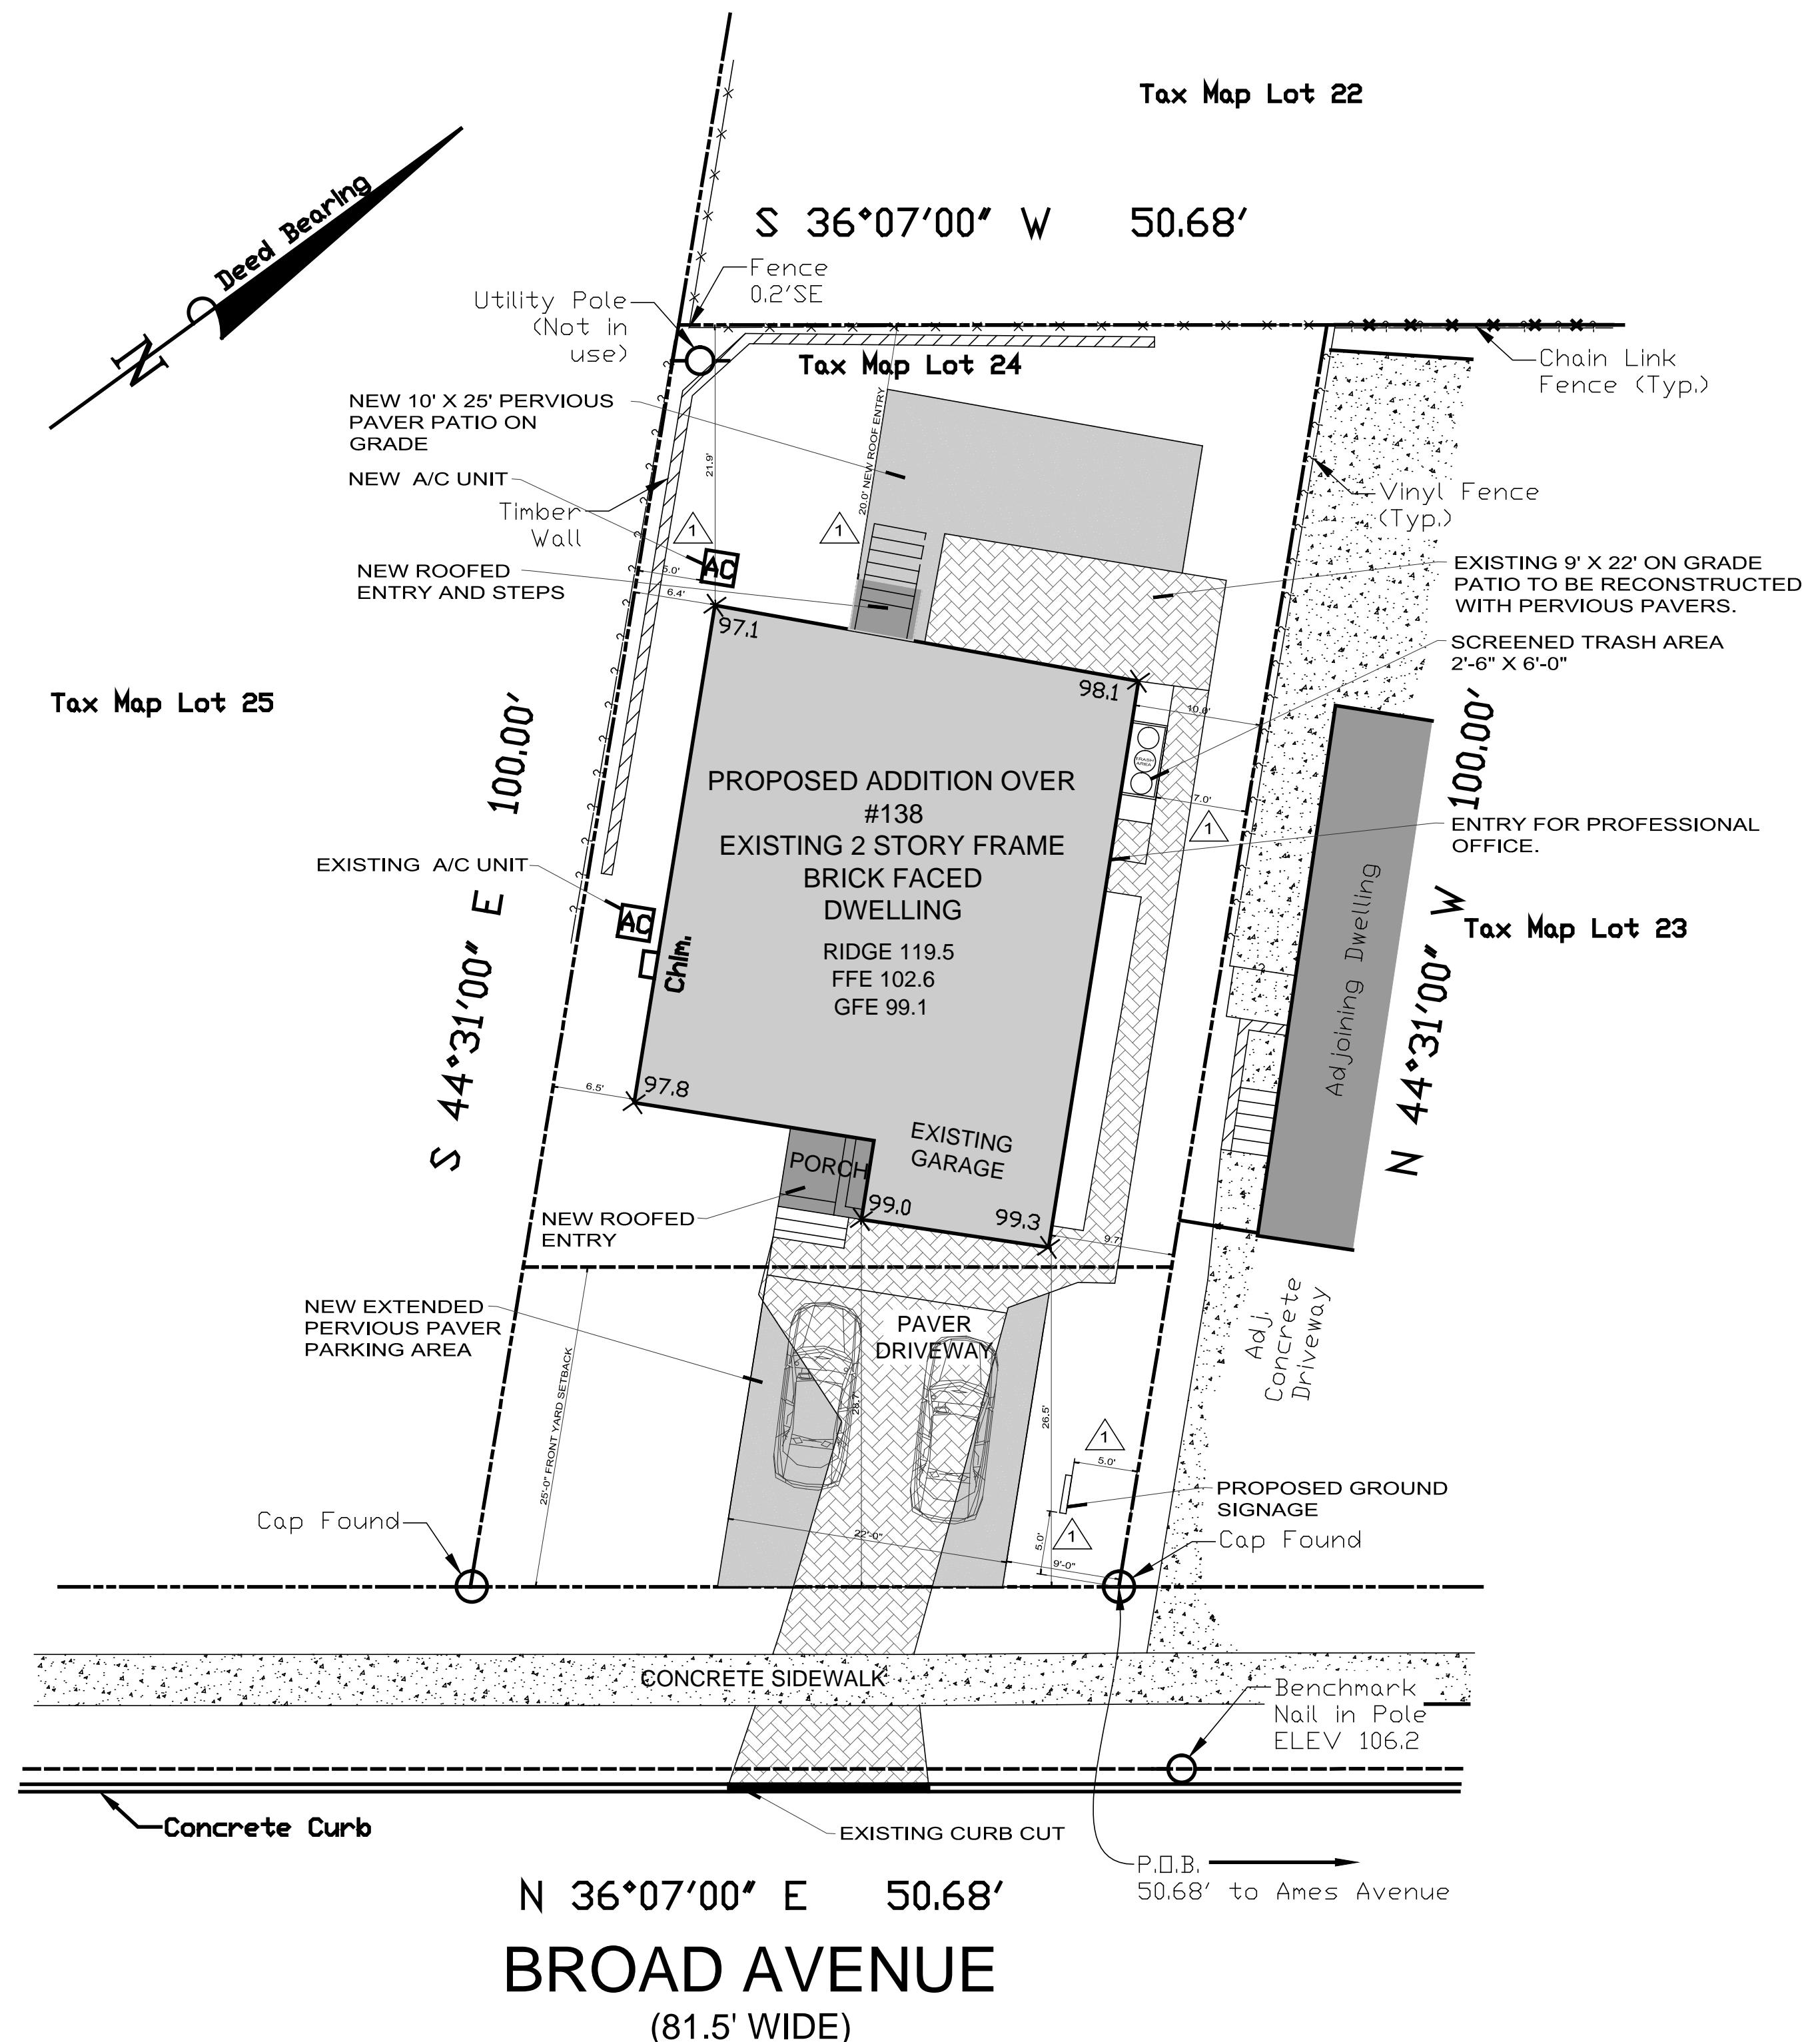 Tax Map Lot 22
Deed Bearing
N
S 36°07'00" W 50.68'
Fence
0.2'SE
Utility Pole
(Not in
use)
Tax Map Lot 24
Chain Link
Fence (Typ.)
NEW 10' X 25' PERVIOUS
PAVER PATIO ON
GRADE
20.0' NEW ROOF ENTRY
21.9'
NEW A/C UNIT
Timber
Wall
Vinyl Fence
(Typ.)
1
1
AC
5.0'
6.4'
NEW ROOFED
ENTRY AND STEPS
EXISTING 9' X 22' ON GRADE
PATIO TO BE RECONSTRUCTED
WITH PERVIOUS PAVERS.
SCREENED TRASH AREA
2'-6" X 6'-0"
97.1
98.1
10.0'
Tax Map Lot 25
S 44°31'00" E 100.00'
N 44°31'00" W 100.00'
TRASH
AREA
7.0'
1
PROPOSED ADDITION OVER
#138
EXISTING 2 STORY FRAME
BRICK FACED
DWELLING
RIDGE 119.5
FFE 102.6
GFE 99.1
ENTRY FOR PROFESSIONAL
OFFICE.
EXISTING A/C UNIT
AC
Chim.
Adjoining Dwelling
Tax Map Lot 23
6.5'
97.8
EXISTING
GARAGE
PORCH
99.0
99.3
9.7'
NEW ROOFED
ENTRY
NEW EXTENDED
PERVIOUS PAVER
PARKING AREA
PAVER
DRIVEWAY
Adj.
Concrete
Driveway
25'-0" FRONT YARD SETBACK
28.7'
26.5'
1
5.0'
PROPOSED GROUND
SIGNAGE
Cap Found
22'-0"
5.0'
1
9'-0"
Cap Found
CONCRETE SIDEWALK
Benchmark
Nail in Pole
ELEV 106.2
Concrete Curb
EXISTING CURB CUT
P.O.B.
50.68' to Ames Avenue
N 36°07'00" E 50.68'
BROAD AVENUE
(81.5' WIDE)